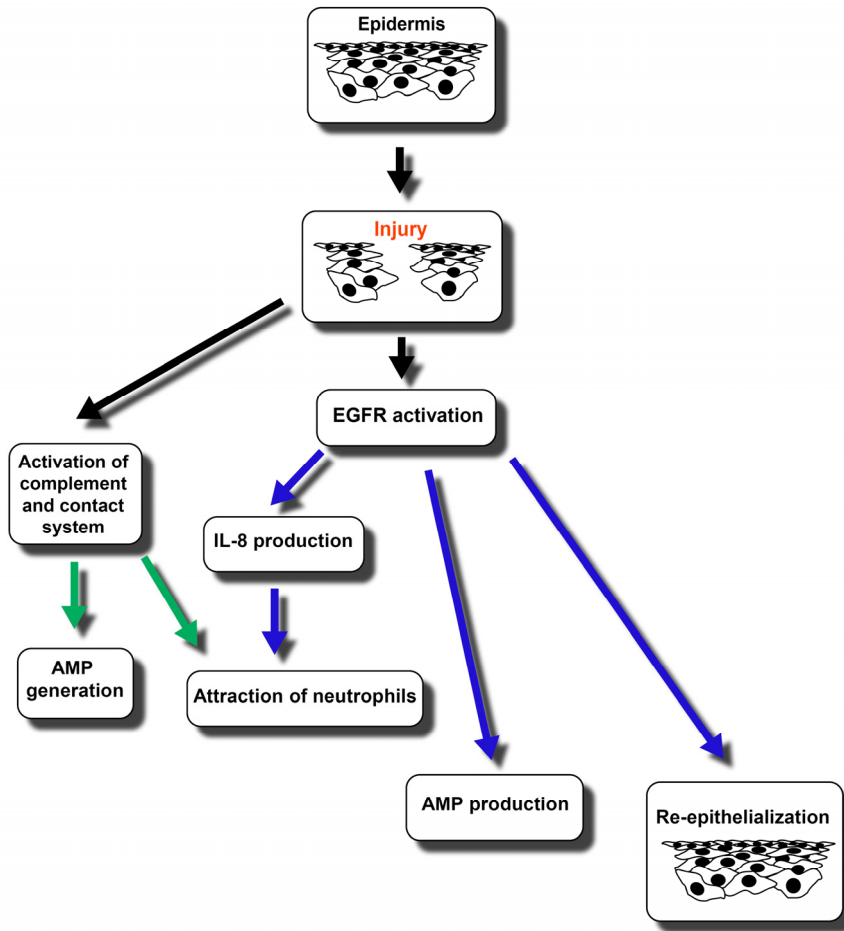 Epidermis
Injury
EGFR activation
Activation of
complement
and contact
system
IL-8 production
AMP
generation
Attraction of neutrophils
AMP production
Re-epithelialization